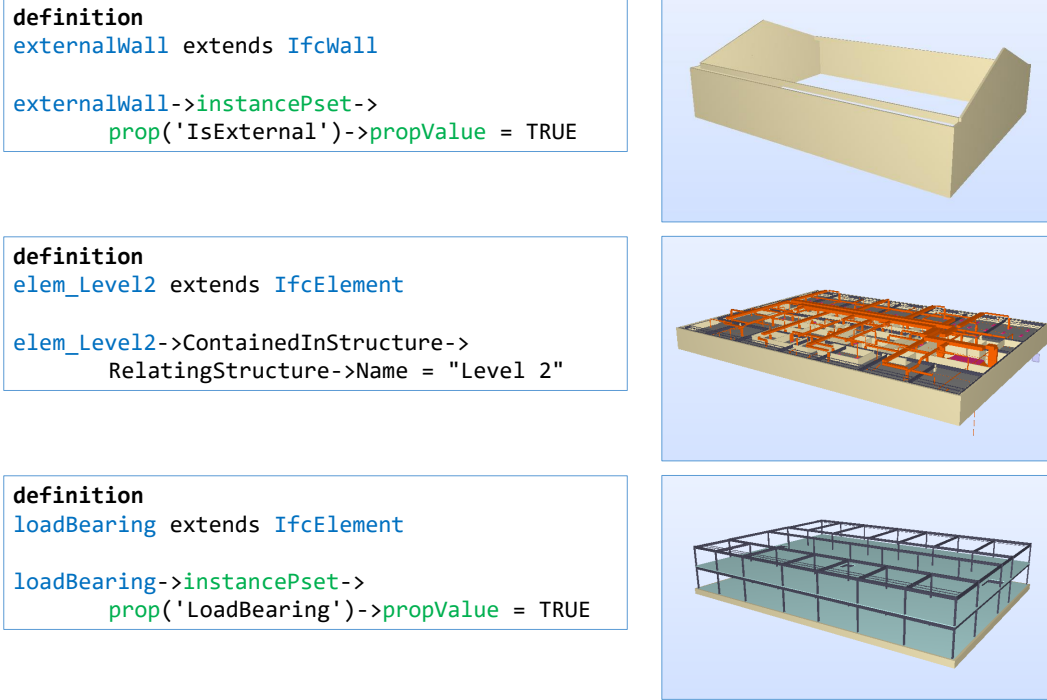 definition
externalWall extends IfcWall
externalWall->instancePset->
prop('IsExternal')->propValue = TRUE
definition
elem_Level2 extends IfcElement
elem_Level2->ContainedInStructure->
RelatingStructure->Name = "Level 2"
definition
loadBearing extends IfcElement
loadBearing->instancePset->
prop('LoadBearing')->propValue = TRUE